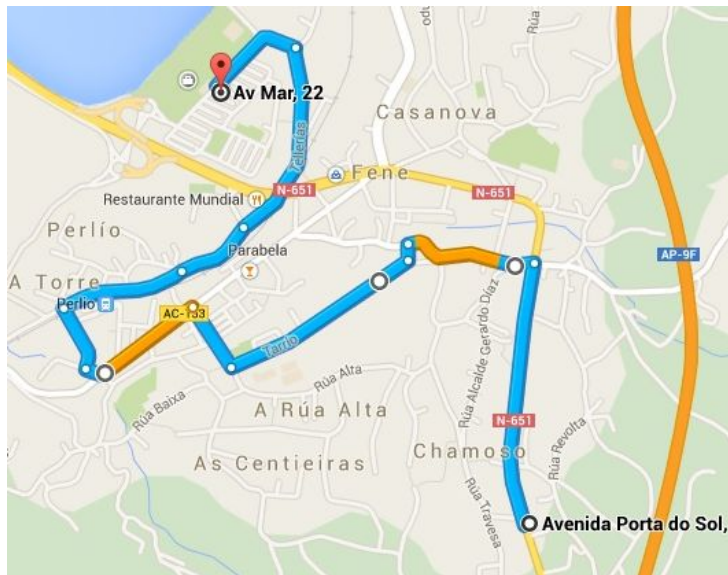 Av Mar, 22
Casanova
Tellerías
Fene
N-651
N-651
Restaurante Mundial
Perlío
Parabela
AP-9F
A Torre
Perlío
AC-133
Tarrio
Rúa Alcalde Gerardo Díaz
Rúa Alta
Rúa Baixa
A Rúa Alta
N-651
Chamoso
Rúa Revolta
As Centieiras
Rúa Travesa
Avenida Porta do Sol,